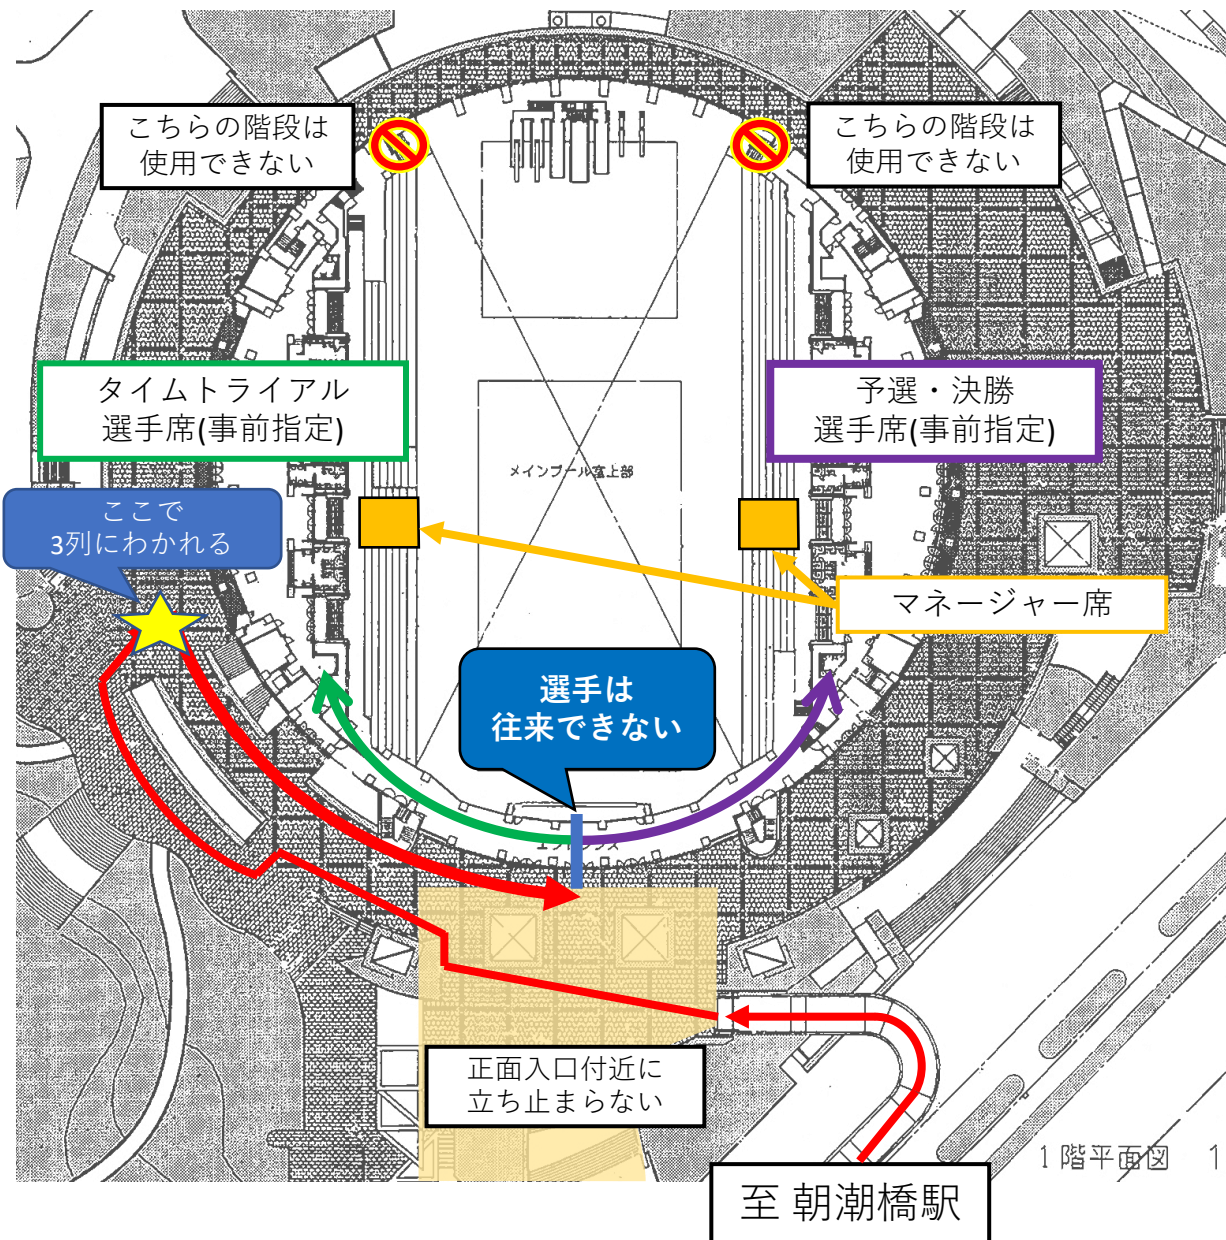 こちらの階段は
使用できない
こちらの階段は
使用できない
タイムトライアル
選手席(事前指定)
予選・決勝
選手席(事前指定)
メインプール室上部
ここで
3列にわかれる
マネージャー席
選手は
往来できない
正面入口付近に
立ち止まらない
1階平面図 1
至 朝潮橋駅